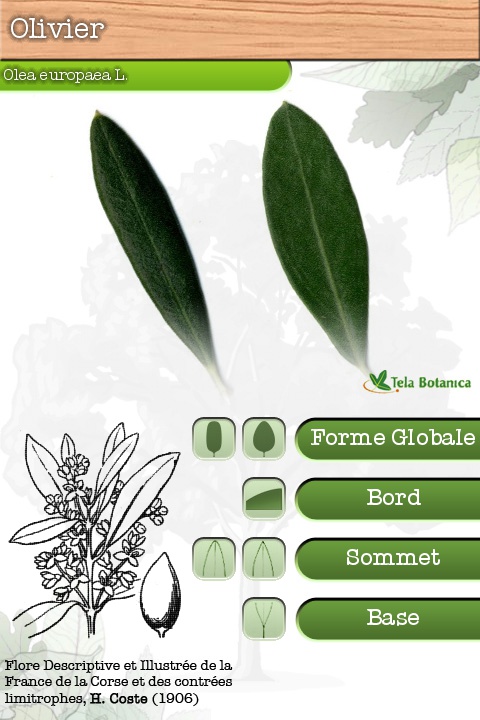 Olivier
Olea europaea L.
Tela Botanica
Forme Globale
Bord
Sommet
Base
Flore Descriptive et Illustrée de la
France de la Corse et des contrées
limitrophes, H. Coste (1906)